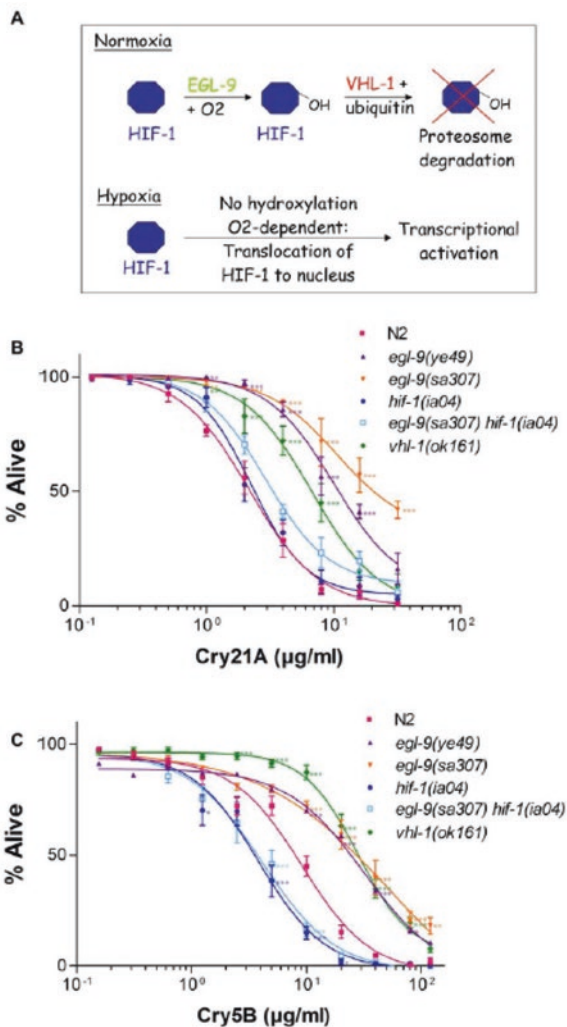 A
Normoxia
EGL-9
+ O2
VHL-1 +
ubiquitin
OH
OH
HIF-1
HIF-1
Proteosome
degradation
Hypoxia
No hydroxylation
O2-dependent:
Translocation of
HIF-1 to nucleus
Transcriptional
activation
HIF-1
B
N2
egl-9(ye49)
egl-9(sa307)
hif-1(ia04)
egl-9(sa307) hif-1(ia04)
vhl-1(ok161)
% Alive
100
50
0
10-1
100
101
102
Cry21A (µg/ml)
C
N2
egl-9(ye49)
egl-9(sa307)
hif-1(ia04)
egl-9(sa307) hif-1(ia04)
vhl-1(ok161)
% Alive
100
50
0
10-1
100
101
102
Cry5B (µg/ml)